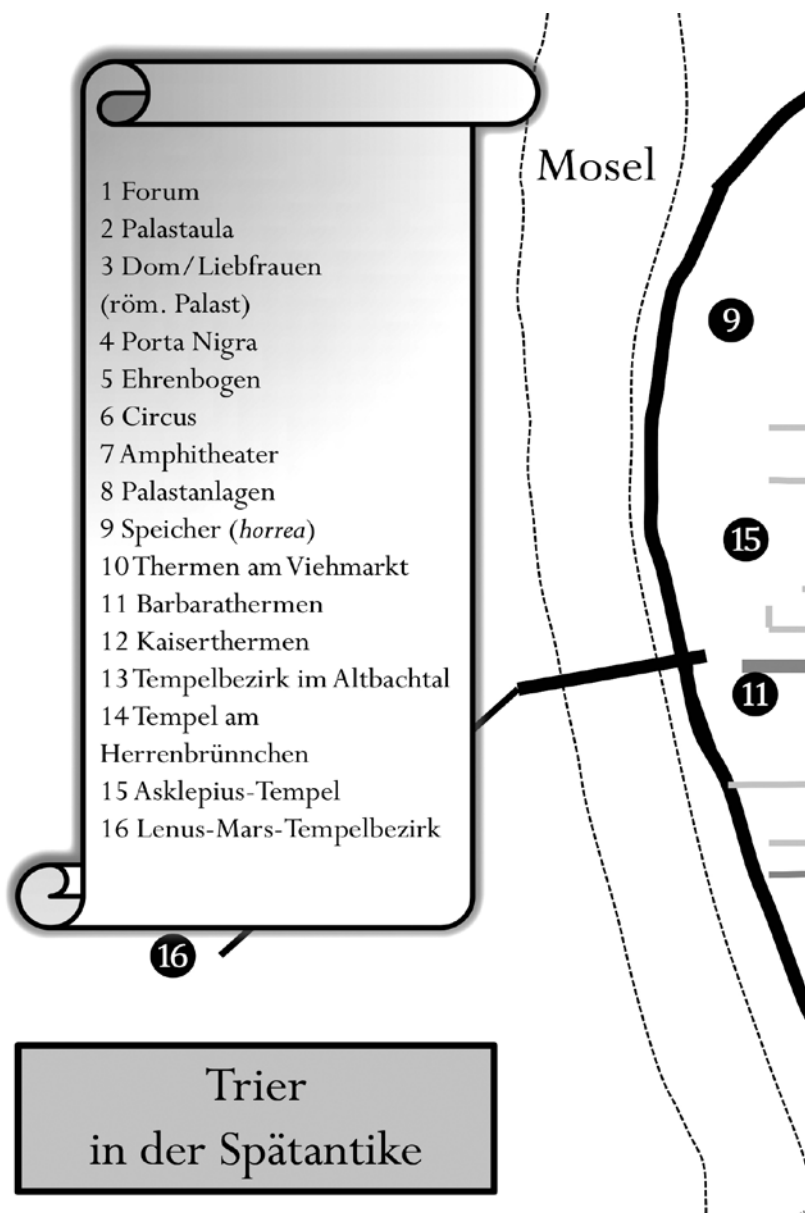 Mosel
1 Forum
2 Palastaula
3 Dom/Liebfrauen
(röm. Palast)
4 Porta Nigra
5 Ehrenbogen
6 Circus
7 Amphitheater
8 Palastanlagen
9 Speicher (horrea)
10 Thermen am Viehmarkt
11 Barbarathermen
12 Kaiserthermen
13 Tempelbezirk im Altbachtal
14 Tempel am
Herrenbrünnchen
15 Asklepius-Tempel
16 Lenus-Mars-Tempelbezirk
9
15
11
16
Trier
in der Spätantike